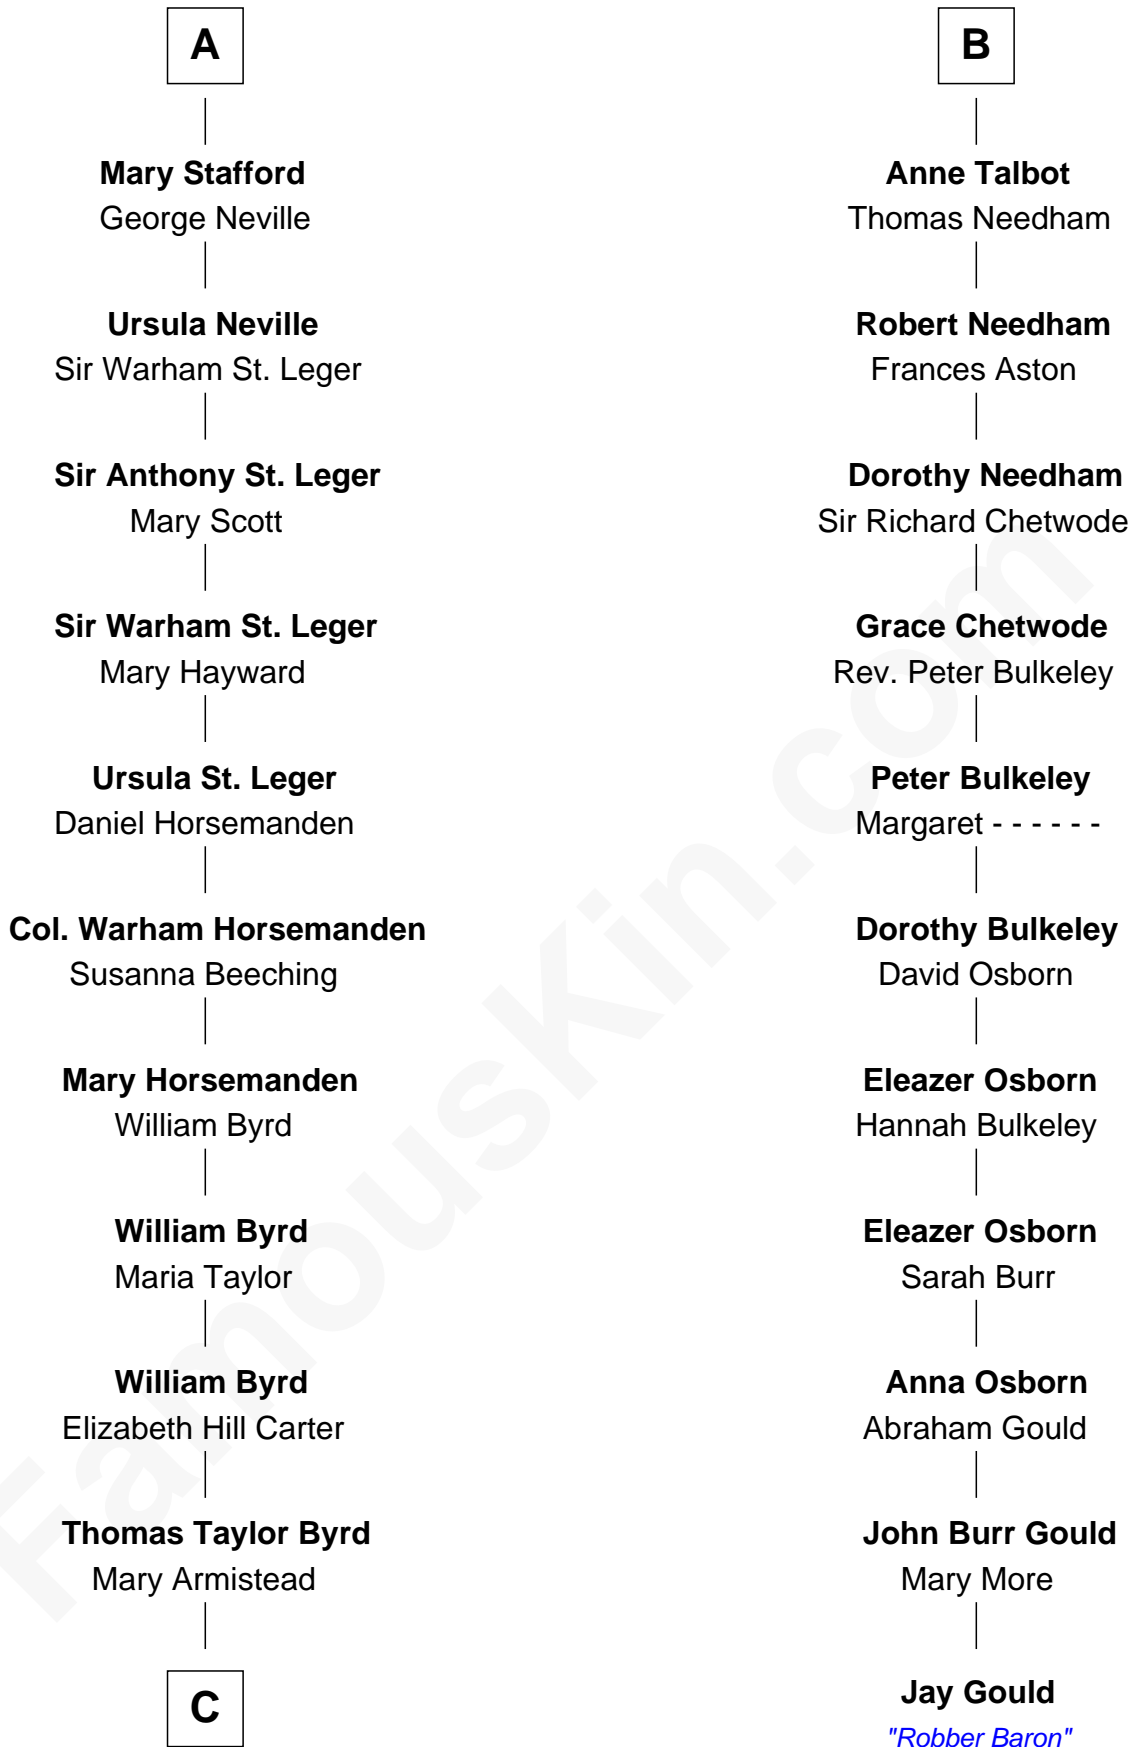 A
Mary Stafford
George Neville
Ursula Neville
Sir Warham St. Leger
Sir Anthony St. Leger
Mary Scott
Sir Warham St. Leger
Mary Hayward
Ursula St. Leger
Daniel Horsemanden
Col. Warham Horsemanden
Susanna Beeching
Mary Horsemanden
William Byrd
William Byrd
Maria Taylor
William Byrd
Elizabeth Hill Carter
Thomas Taylor Byrd
Mary Armistead
C
B
Anne Talbot
Thomas Needham
Robert Needham
Frances Aston
Dorothy Needham
Sir Richard Chetwode
Grace Chetwode
Rev. Peter Bulkeley
Peter Bulkeley
Margaret - - - - - -
Dorothy Bulkeley
David Osborn
Eleazer Osborn
Hannah Bulkeley
Eleazer Osborn
Sarah Burr
Anna Osborn
Abraham Gould
John Burr Gould
Mary More
Jay Gould
"Robber Baron"
FamousKin.com